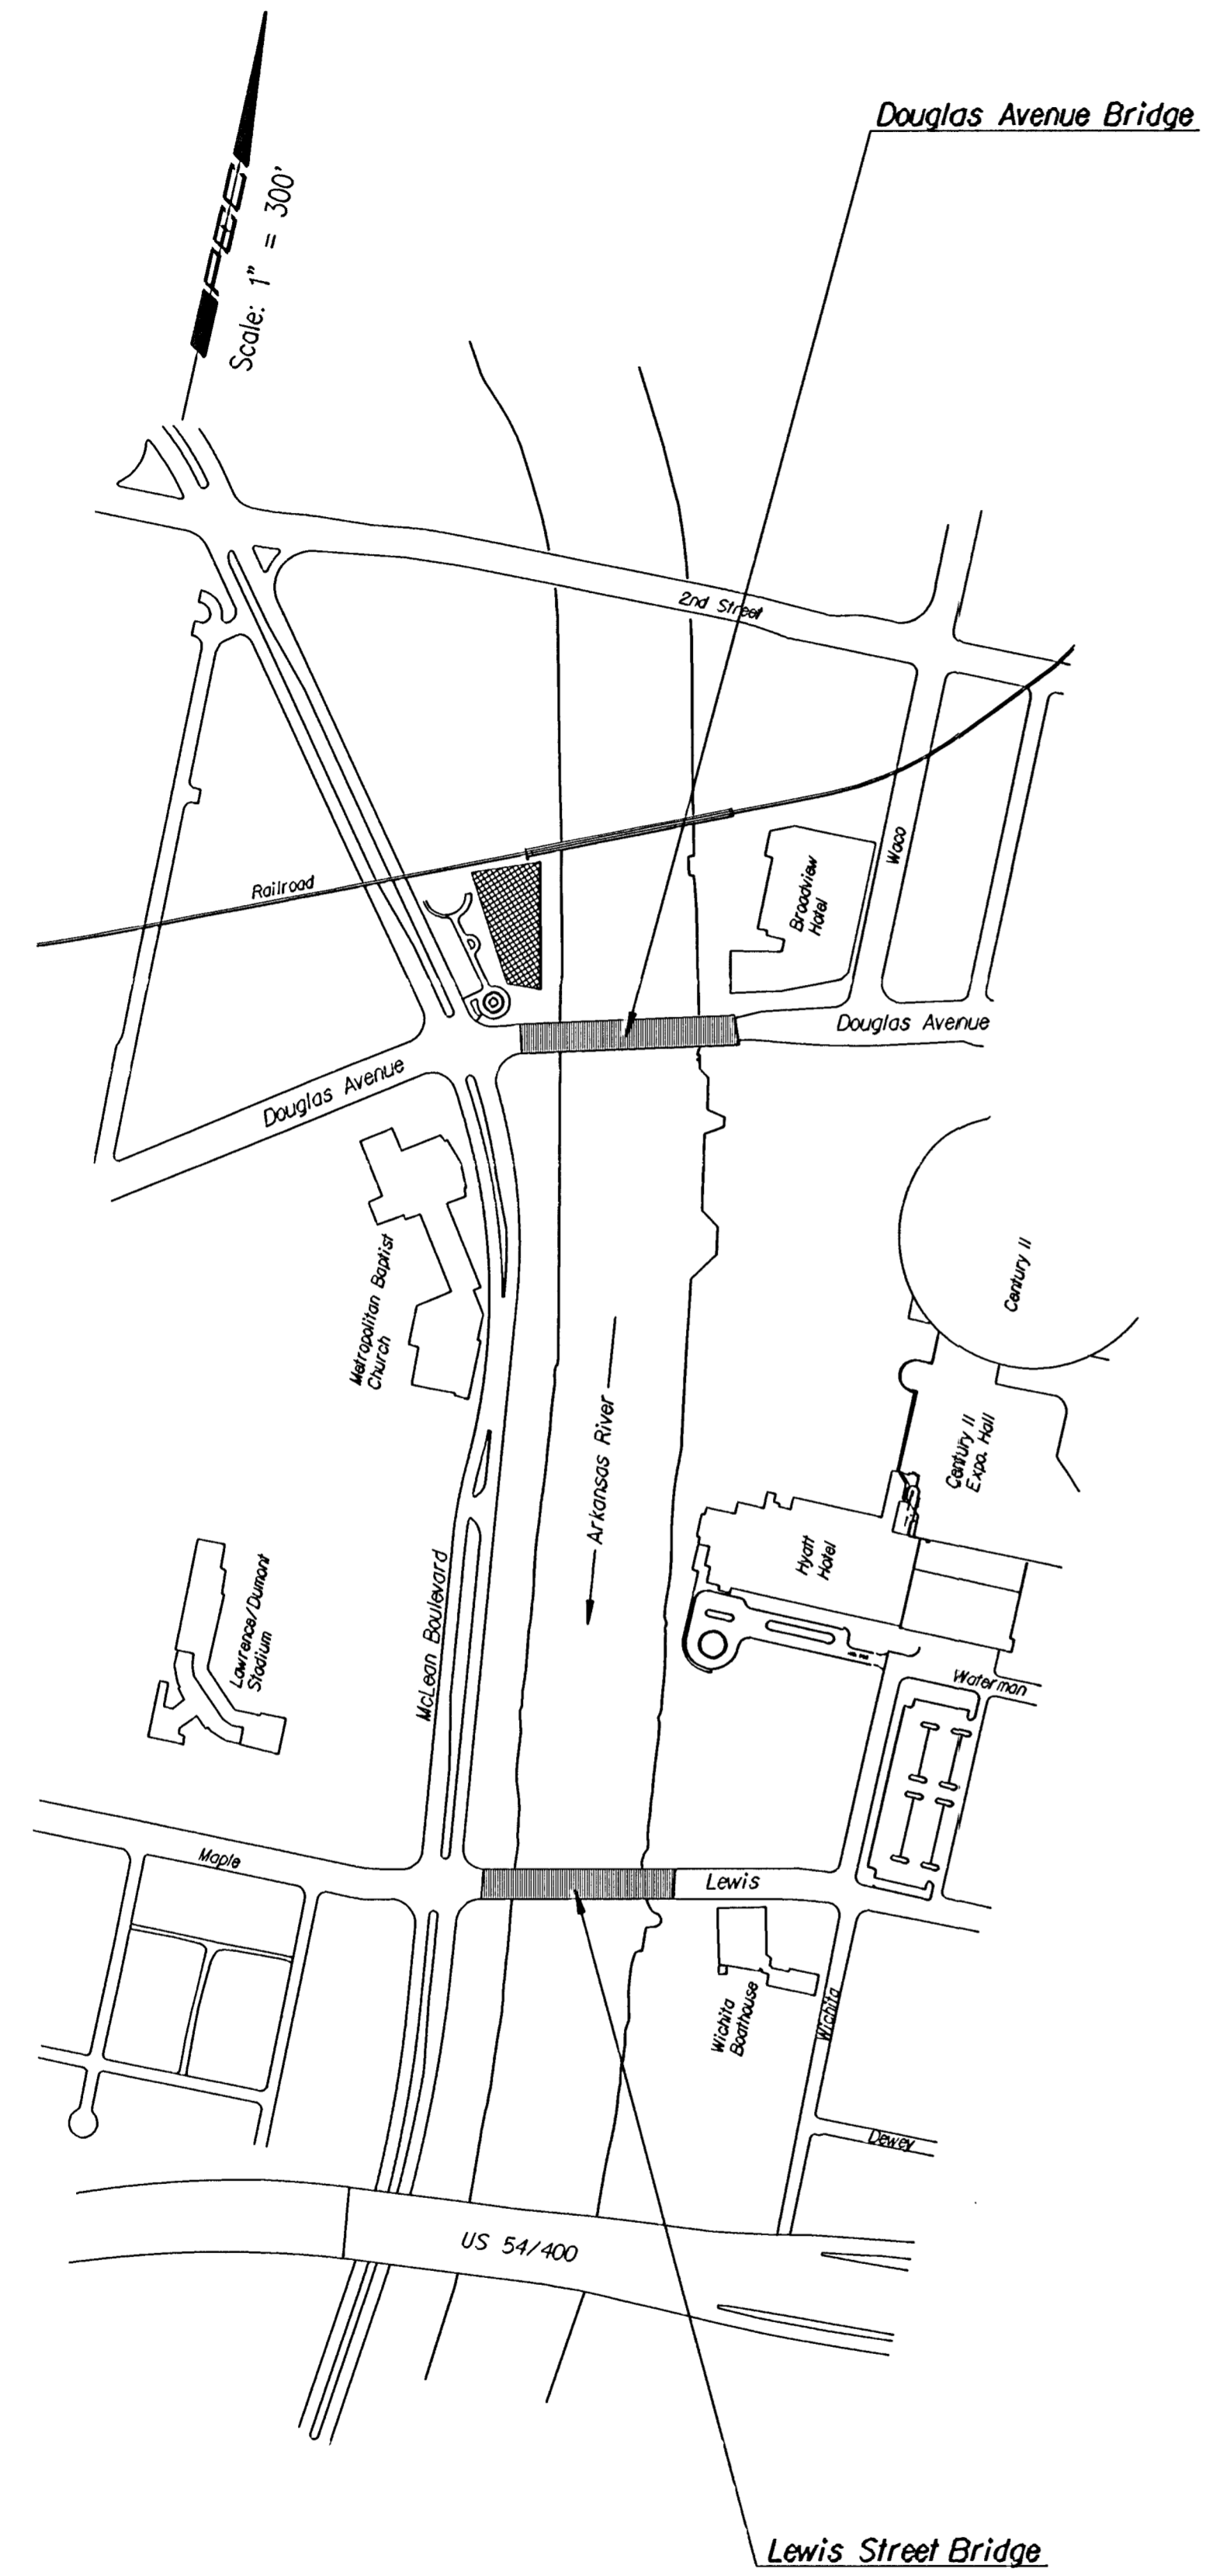 Douglas Avenue Bridge
PEC
Scale: 1" = 300'
2nd Street
Railroad
Waco
Broadview
Hotel
Douglas Avenue
Douglas Avenue
Metropolitan Baptist
Church
Century II
Arkansas River
Century II
Expo. Hall
Hyatt
Hotel
McLean Boulevard
Lawrence/Dumont
Stadium
Waterman
Maple
Lewis
Wichita
Boathouse
Wichita
Dewey
US 54/400
Lewis Street Bridge